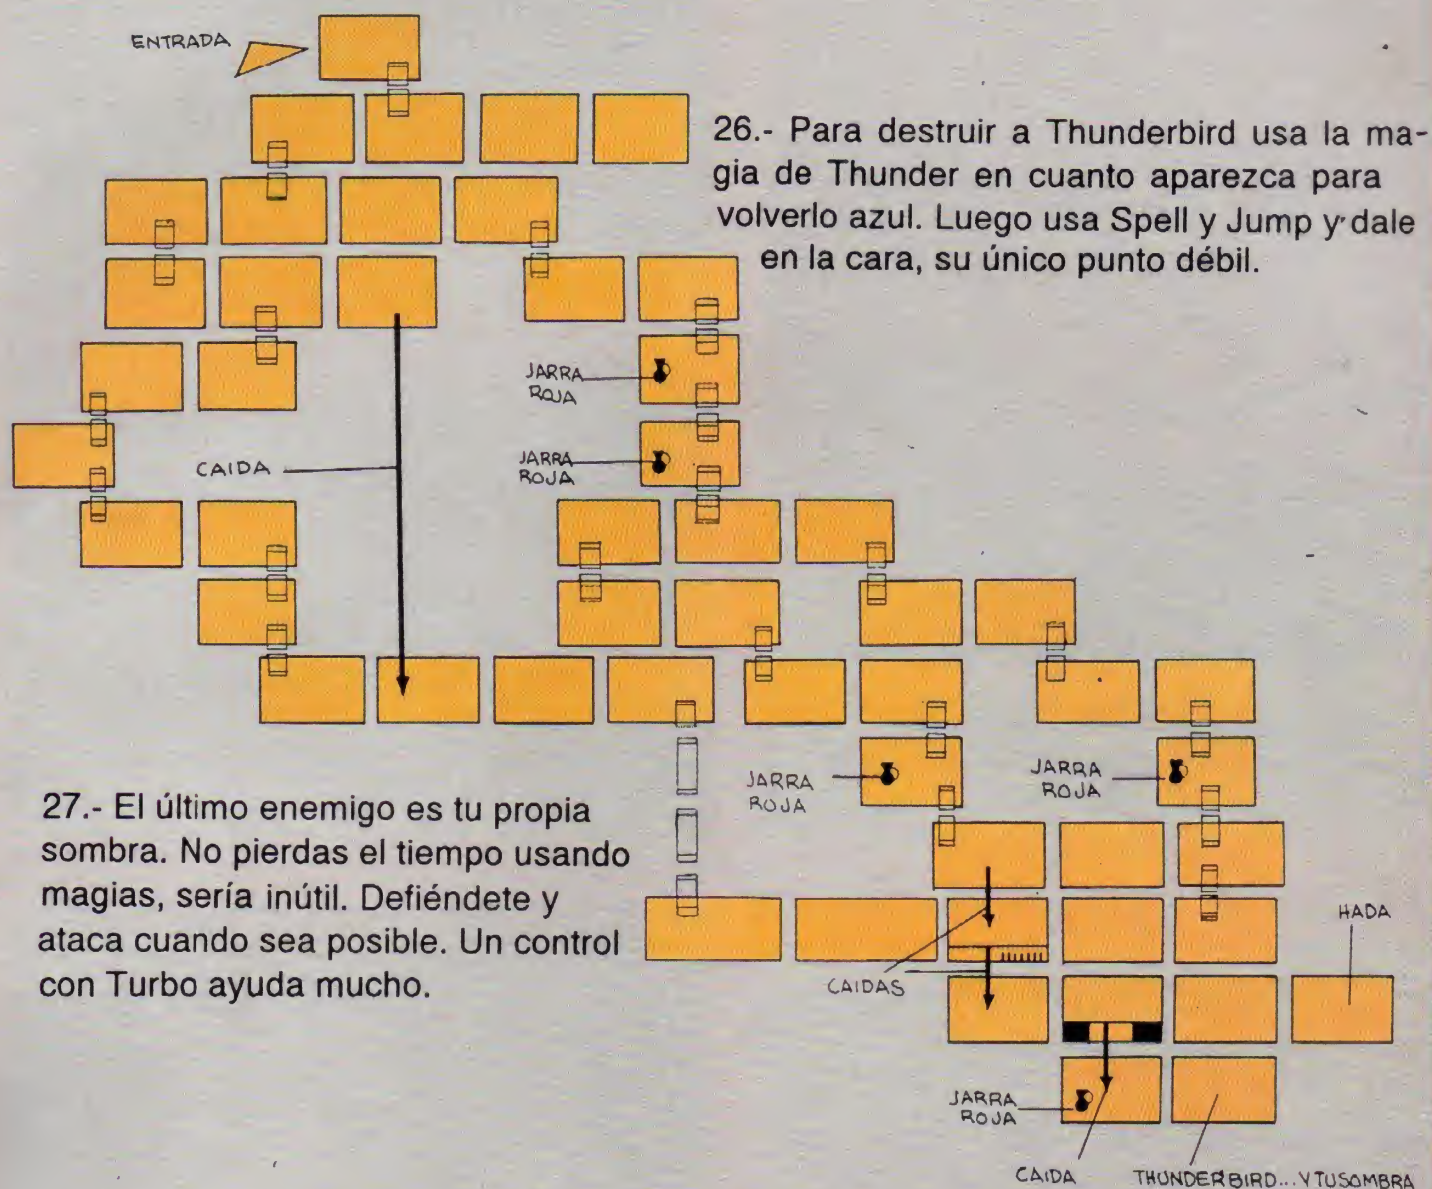 ENTRADA
26.- Para destruir a Thunderbird usa la ma-
gia de Thunder en cuanto aparezca para
volverlo azul. Luego usa Spell y Jump y dale
en la cara, su único punto débil.
JARRA
ROJA
JARRA
ROJA
CAIDA
27.- El último enemigo es tu propia
sombra. No pierdas el tiempo usando
magias, sería inútil. Defiéndete y
ataca cuando sea posible. Un control
con Turbo ayuda mucho.
JARRA
ROJA
JARRA
ROJA
HADA
CAIDAS
JARRA
ROJA
CAIDA
THUNDERBIRD...Y TU SOMBRA